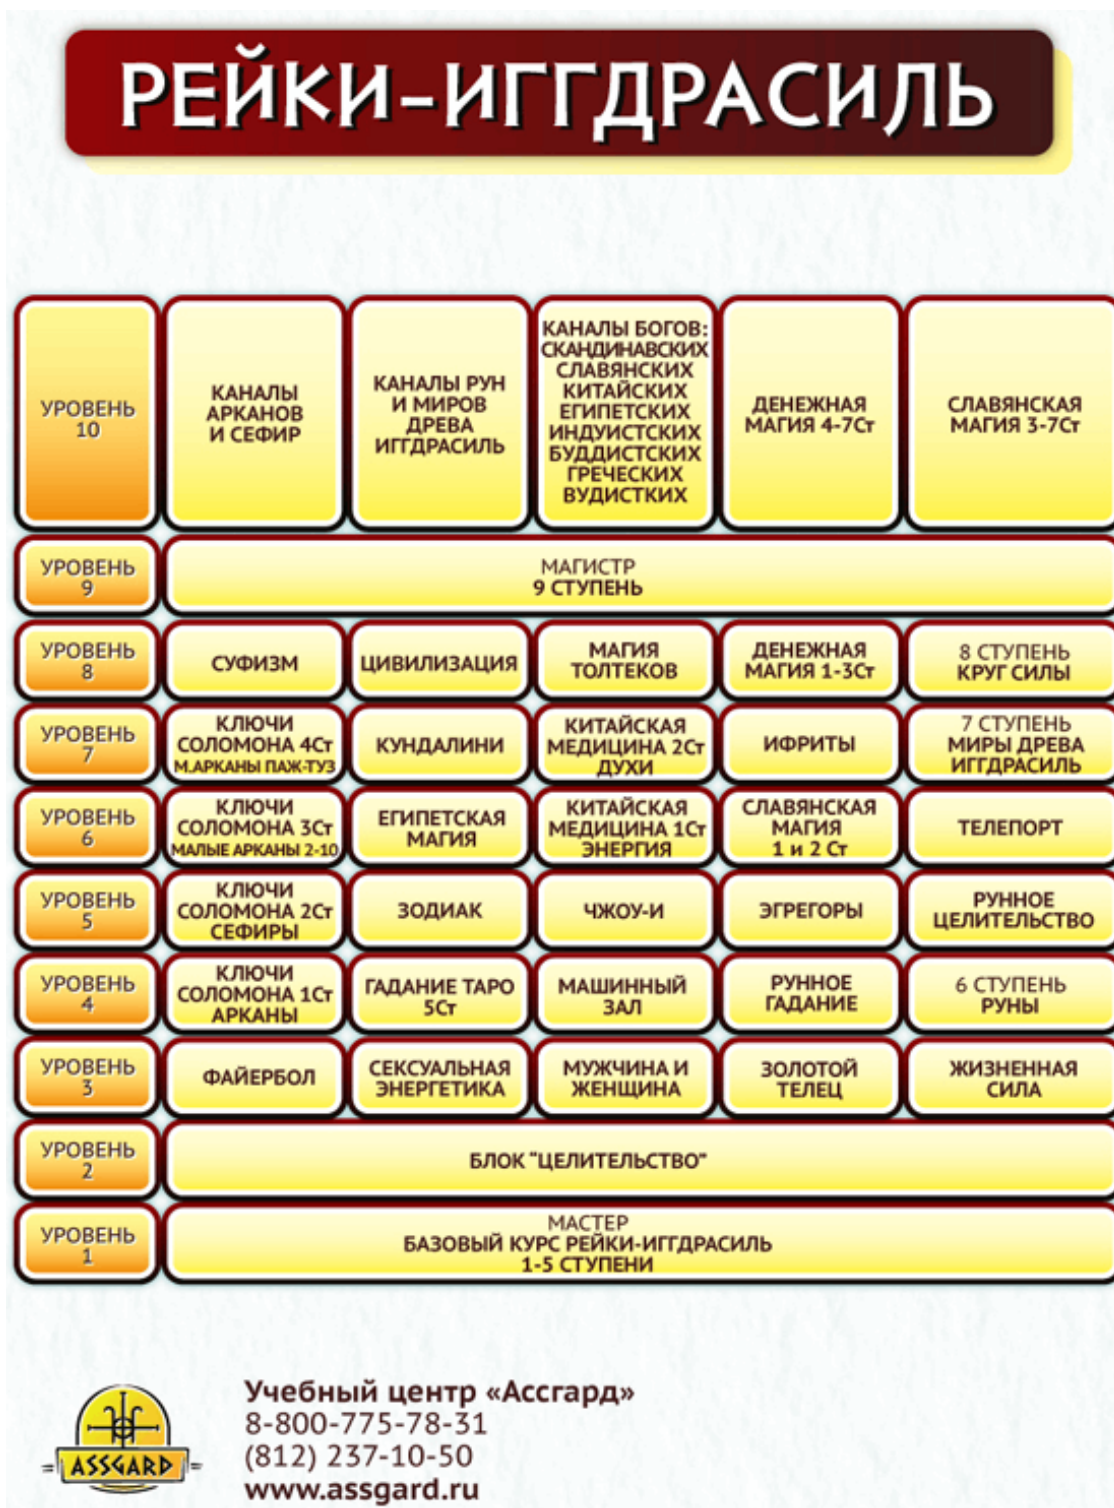 РЕЙКИ-ИГГДРАСИЛЬ
УРОВЕНЬ
10
КАНАЛЫ
АРКАНОВ
И СЕФИР
КАНАЛЫ РУН
И МИРОВ
ДРЕВА
ИГГДРАСИЛЬ
КАНАЛЫ БОГОВ:
СКАНДИНАВСКИХ
СЛАВЯНСКИХ
КИТАЙСКИХ
ЕГИПЕТСКИХ
ИНДУИСТСКИХ
БУДДИСТСКИХ
ГРЕЧЕСКИХ
ВУДИСТКИХ
ДЕНЕЖНАЯ
МАГИЯ 4-7Ст
СЛАВЯНСКАЯ
МАГИЯ 3-7Ст
УРОВЕНЬ
9
МАГИСТР
9 СТУПЕНЬ
УРОВЕНЬ
8
СУФИЗМ
ЦИВИЛИЗАЦИЯ
МАГИЯ
ТОЛТЕКОВ
ДЕНЕЖНАЯ
МАГИЯ 1-3Ст
8 СТУПЕНЬ
КРУГ СИЛЫ
УРОВЕНЬ
7
КЛЮЧИ
СОЛОМОНА 4Ст
М.АРКАНЫ ПАЖ-ТУЗ
КУНДАЛИНИ
КИТАЙСКАЯ
МЕДИЦИНА 2Ст
ДУХИ
ИФРИТЫ
7 СТУПЕНЬ
МИРЫ ДРЕВА
ИГГДРАСИЛЬ
УРОВЕНЬ
6
КЛЮЧИ
СОЛОМОНА 3Ст
МАЛЫЕ АРКАНЫ 2-10
ЕГИПЕТСКАЯ
МАГИЯ
КИТАЙСКАЯ
МЕДИЦИНА 1Ст
ЭНЕРГИЯ
СЛАВЯНСКАЯ
МАГИЯ
1 и 2 Ст
ТЕЛЕПОРТ
УРОВЕНЬ
5
КЛЮЧИ
СОЛОМОНА 2Ст
СЕФИРЫ
ЗОДИАК
ЧЖОУ-И
ЭГРЕГОРЫ
РУННОЕ
ЦЕЛИТЕЛЬСТВО
УРОВЕНЬ
4
КЛЮЧИ
СОЛОМОНА 1Ст
АРКАНЫ
ГАДАНИЕ ТАРО
5Ст
МАШИННЫЙ
ЗАЛ
РУННОЕ
ГАДАНИЕ
6 СТУПЕНЬ
РУНЫ
УРОВЕНЬ
3
ФАЙЕРБОЛ
СЕКСУАЛЬНАЯ
ЭНЕРГЕТИКА
МУЖЧИНА И
ЖЕНЩИНА
ЗОЛОТОЙ
ТЕЛЕЦ
ЖИЗНЕННАЯ
СИЛА
УРОВЕНЬ
2
БЛОК "ЦЕЛИТЕЛЬСТВО"
УРОВЕНЬ
1
МАСТЕР
БАЗОВЫЙ КУРС РЕЙКИ-ИГГДРАСИЛЬ
1-5 СТУПЕНИ
ASSGARD
Учебный центр «Ассгард»
8-800-775-78-31
(812) 237-10-50
www.assgard.ru